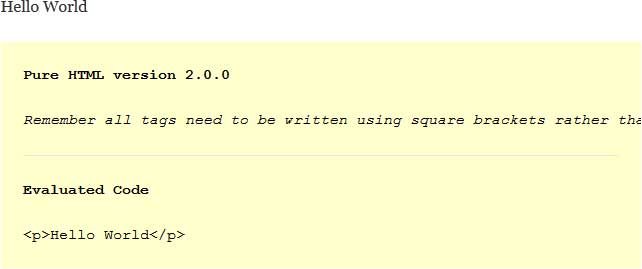 Hello World
Pure HTML version 2.0.0
Remember all tags need to be written using square brackets rather tha
Evaluated Code
<p>Hello World</p>